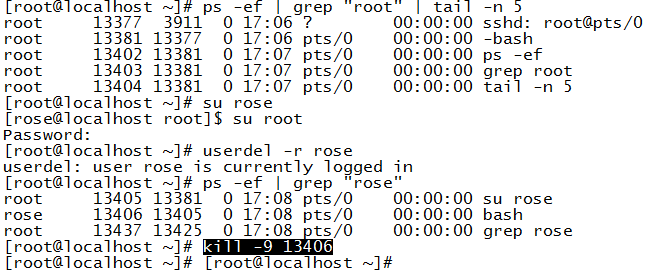 [root@localhost ~]# ps -ef | grep "root" | tail -n 5
root     13377  3911  0 17:06 ?        00:00:00 sshd: root@pts/0
root     13381 13377  0 17:06 pts/0    00:00:00 -bash
root     13402 13381  0 17:07 pts/0    00:00:00 ps -ef
root     13403 13381  0 17:07 pts/0    00:00:00 grep root
root     13404 13381  0 17:07 pts/0    00:00:00 tail -n 5
[root@localhost ~]# su rose
[rose@localhost root]$ su root
Password:
[root@localhost ~]# userdel -r rose
userdel: user rose is currently logged in
[root@localhost ~]# ps -ef | grep "rose"
root     13405 13381  0 17:08 pts/0    00:00:00 su rose
rose     13406 13405  0 17:08 pts/0    00:00:00 bash
root     13437 13425  0 17:08 pts/0    00:00:00 grep rose
[root@localhost ~]# kill -9 13406
[root@localhost ~]# [root@localhost ~]#